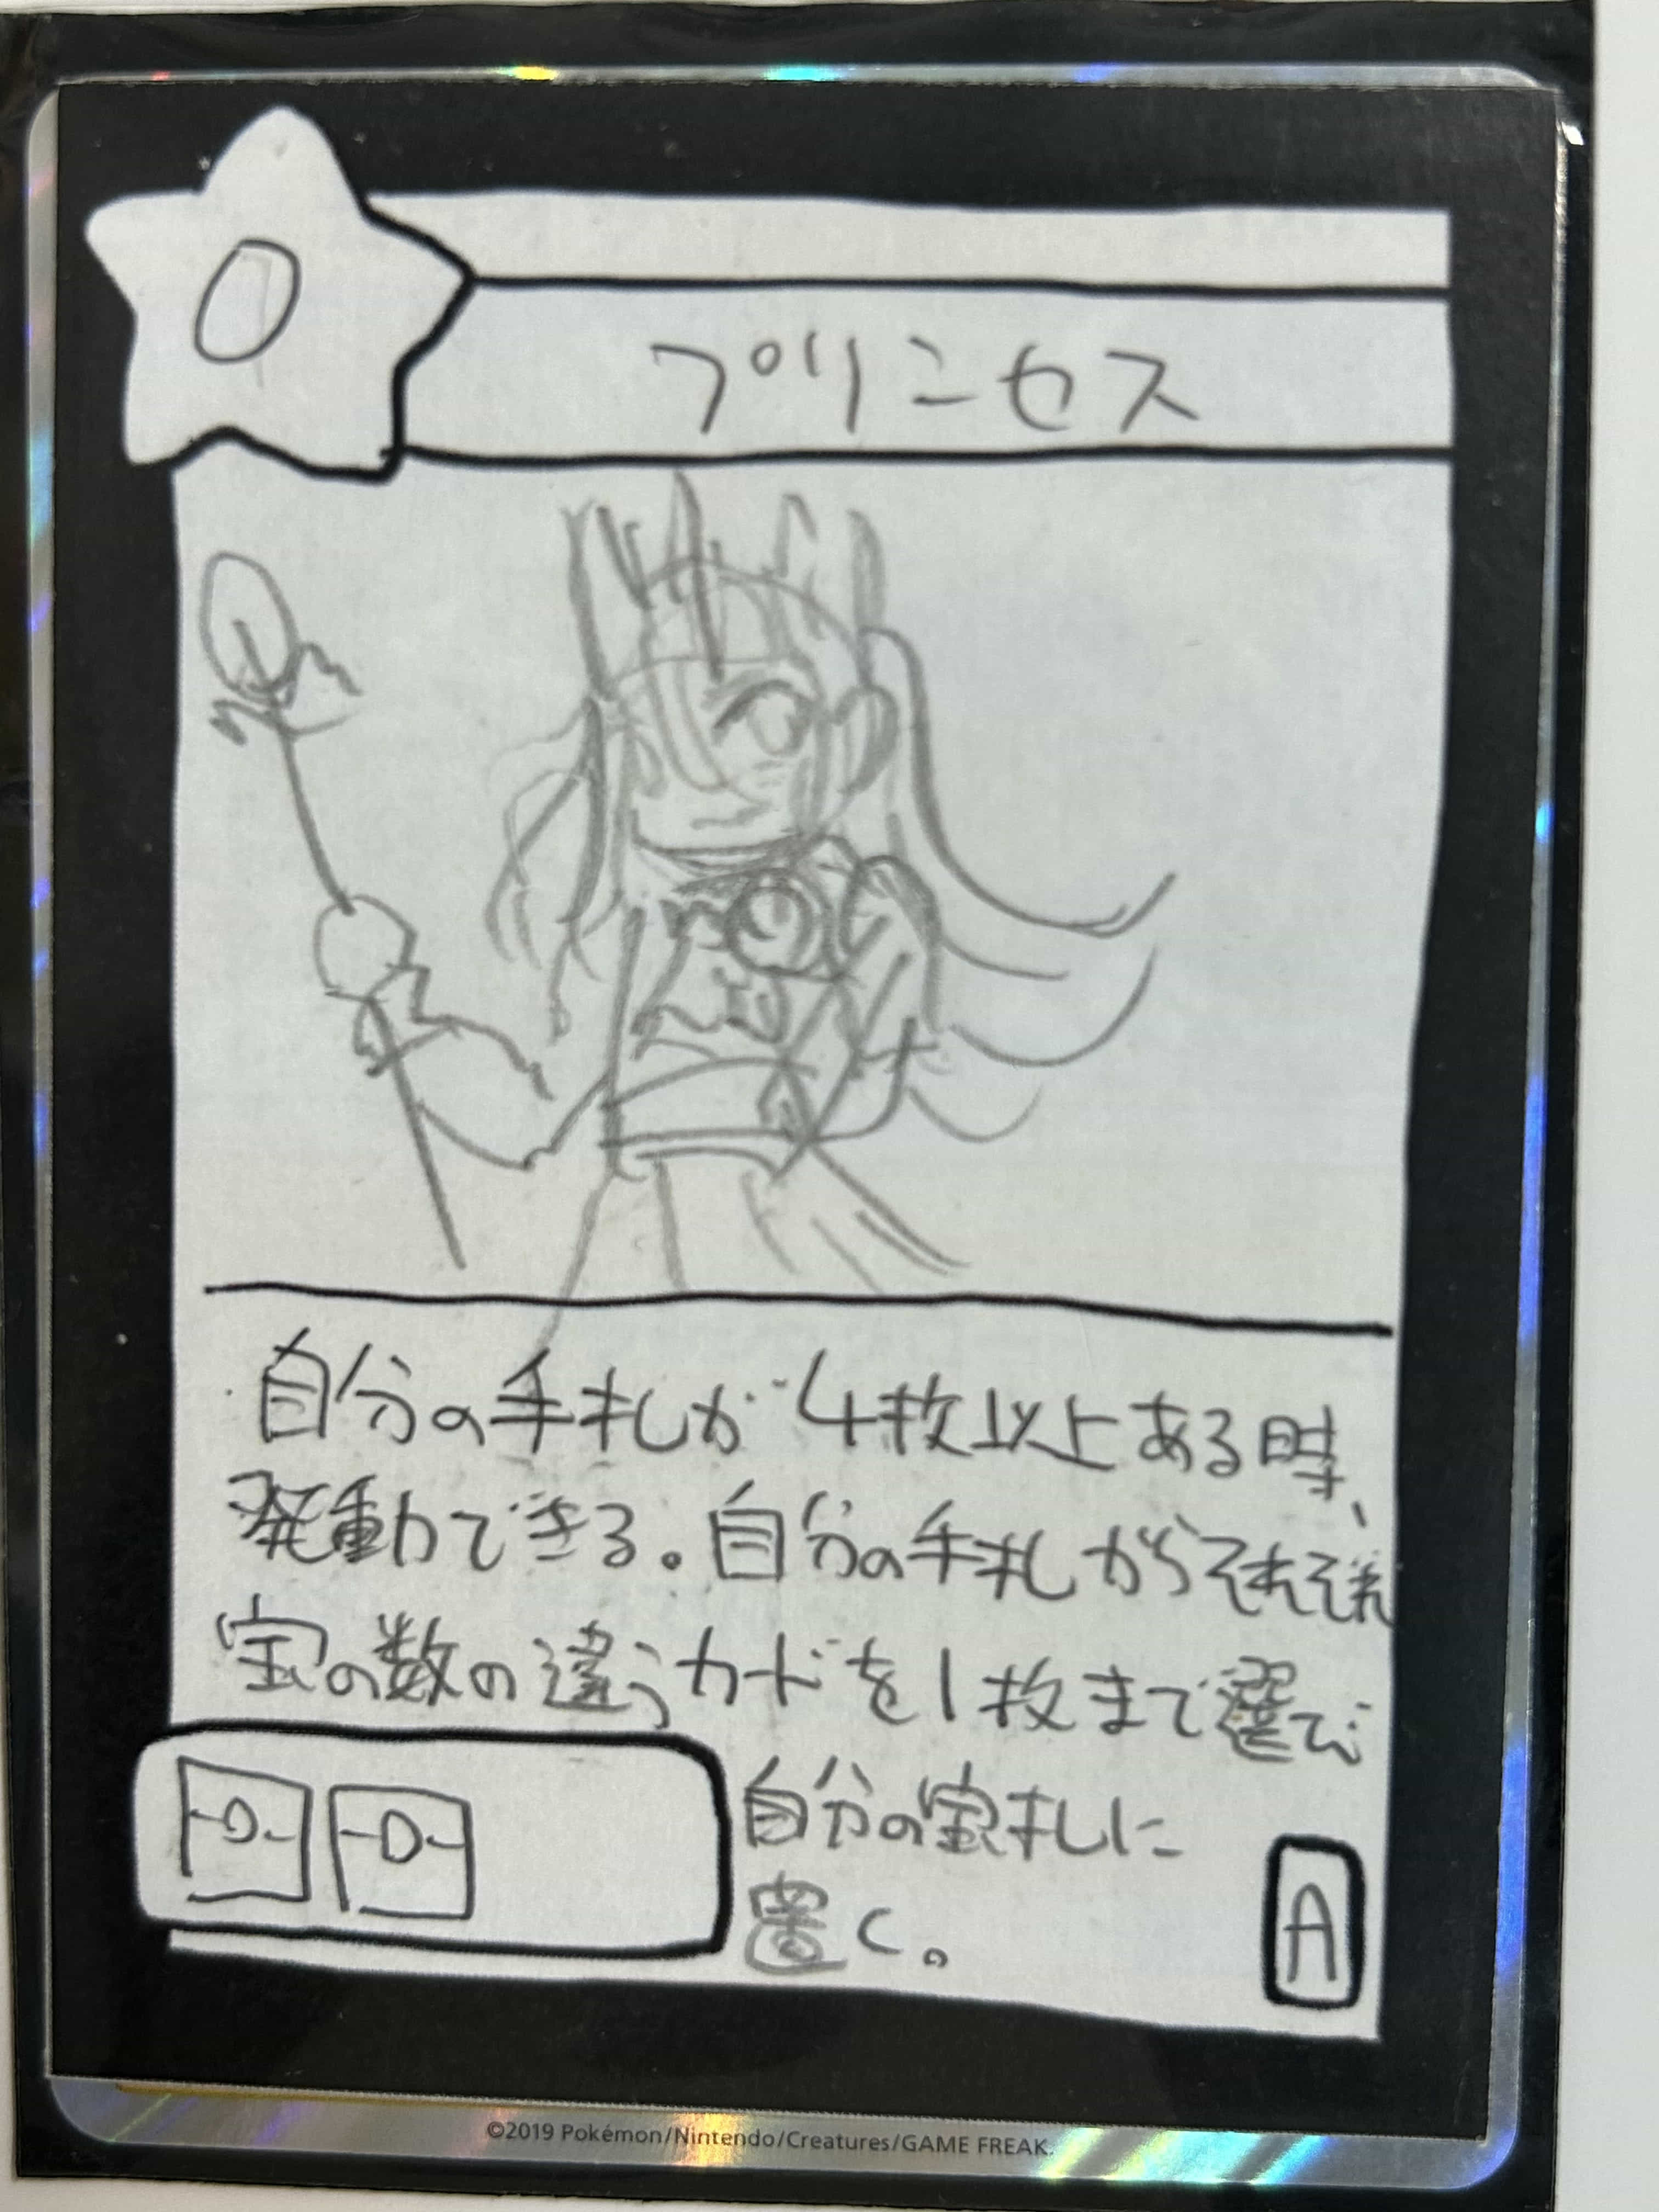 0
プリンセス
自分の手札が4枚以上ある時、
発動できる。自分の手札からそれぞれ
宝の数の違うカードを1枚まで選び
自分の宝札に
置く。
A
©2019 Pokémon/Nintendo/Creatures/GAME FREAK.